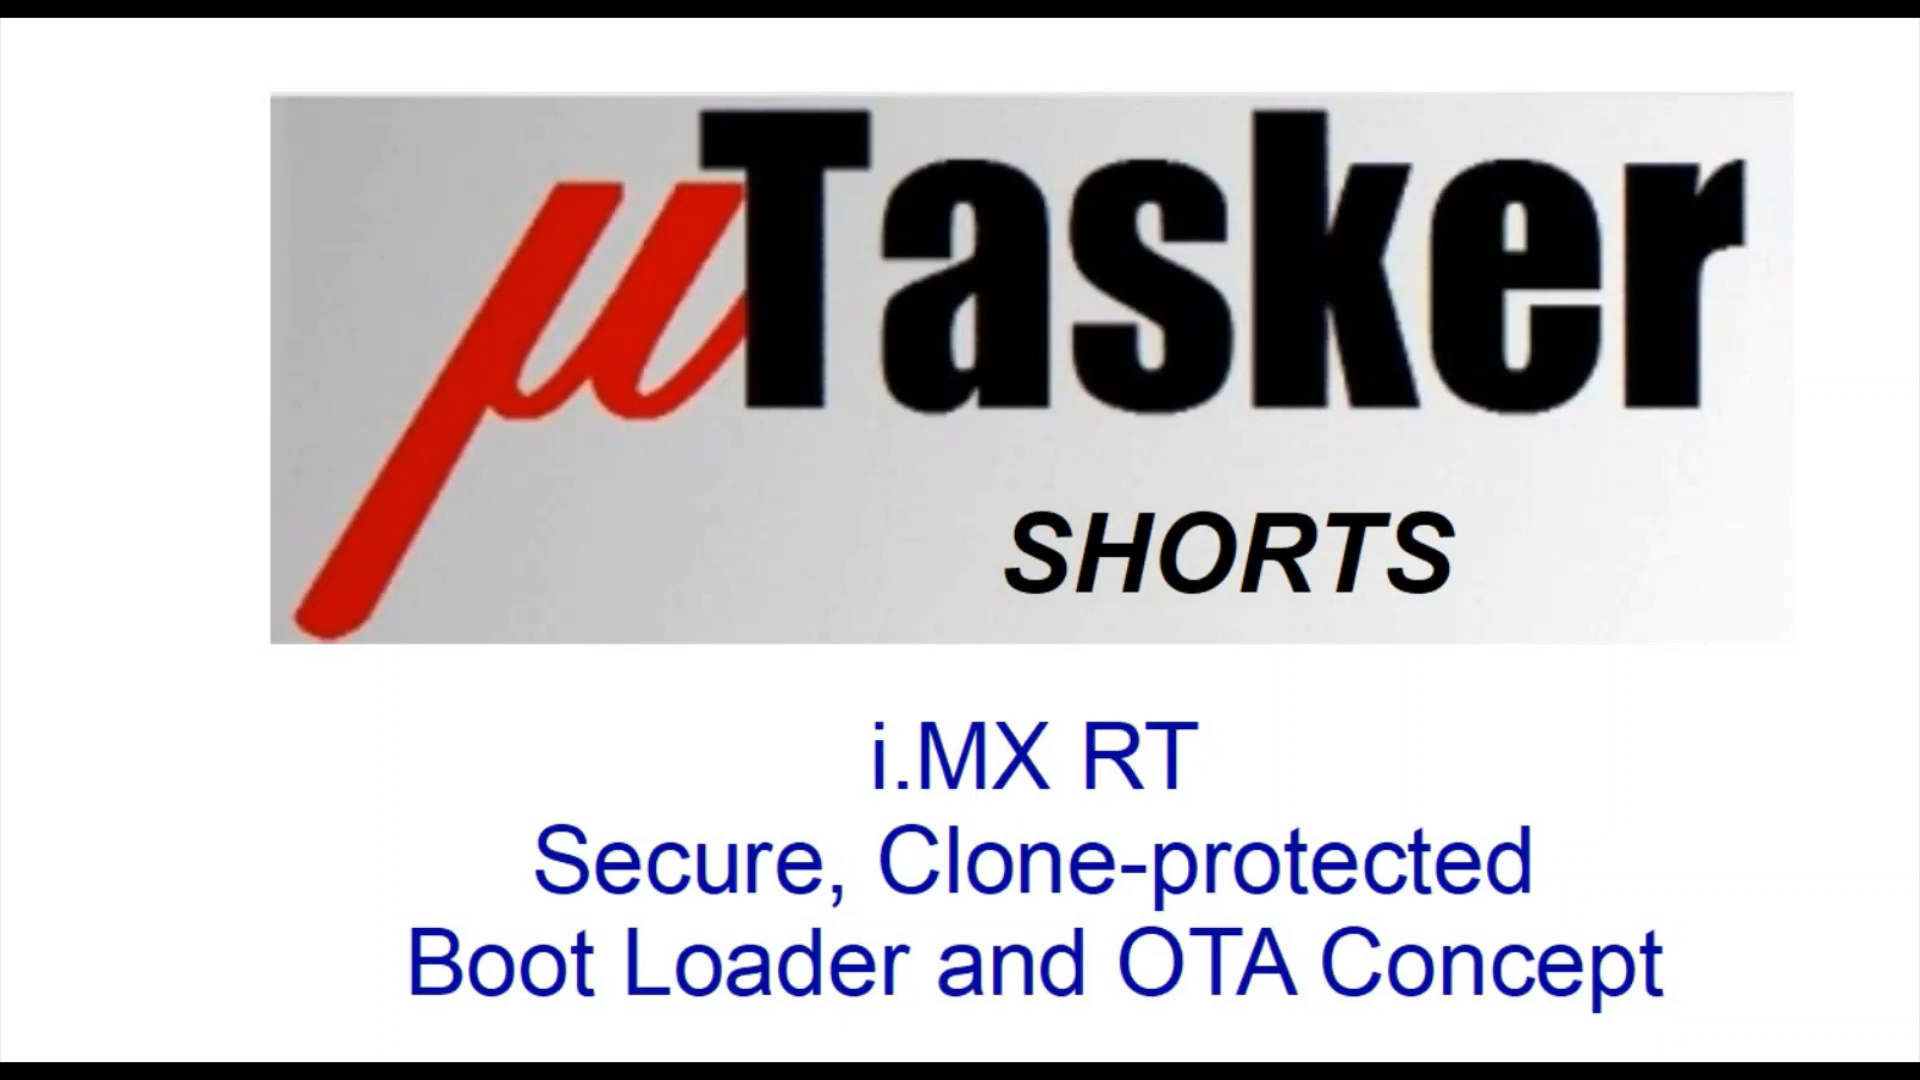 µTasker
SHORTS
i.MX RT
Secure, Clone-protected
Boot Loader and OTA Concept